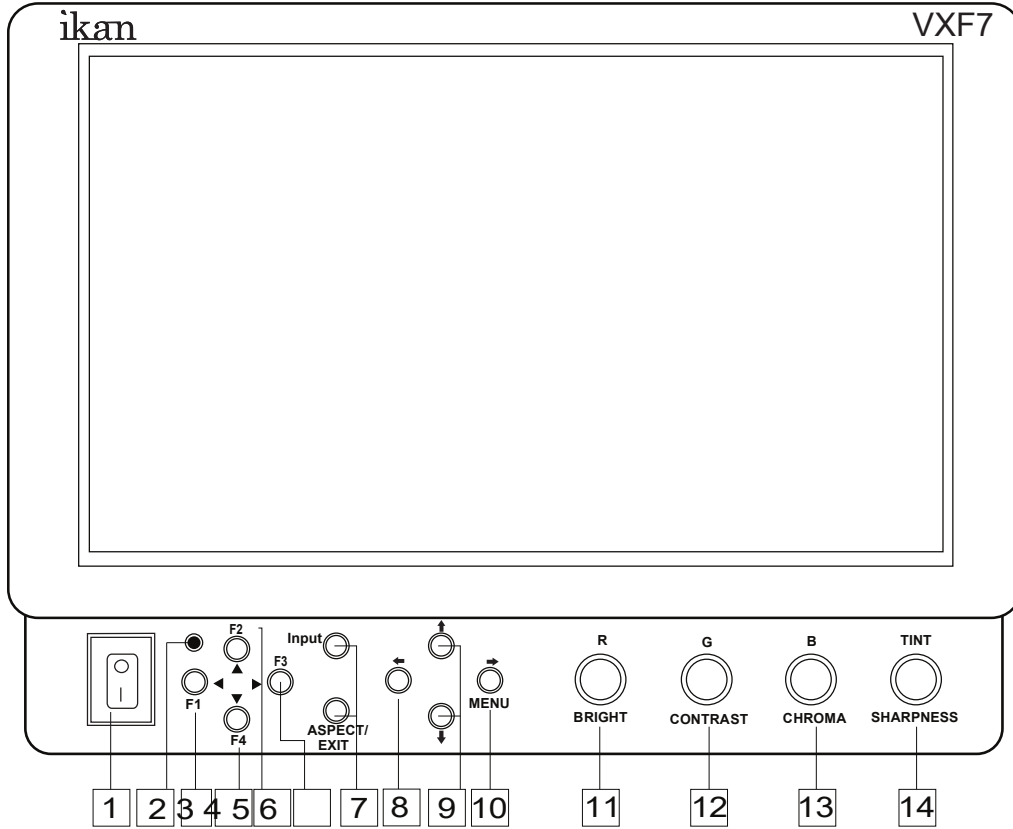 ikan VXF7
F2 Input R G B TINT
F3
F1 MENU
BRIGHT CONTRAST CHROMA SHARPNESS
ASPECT/
F4 EXIT
1 2 3 4 5 6 7 8 9 10 11 12 13 14